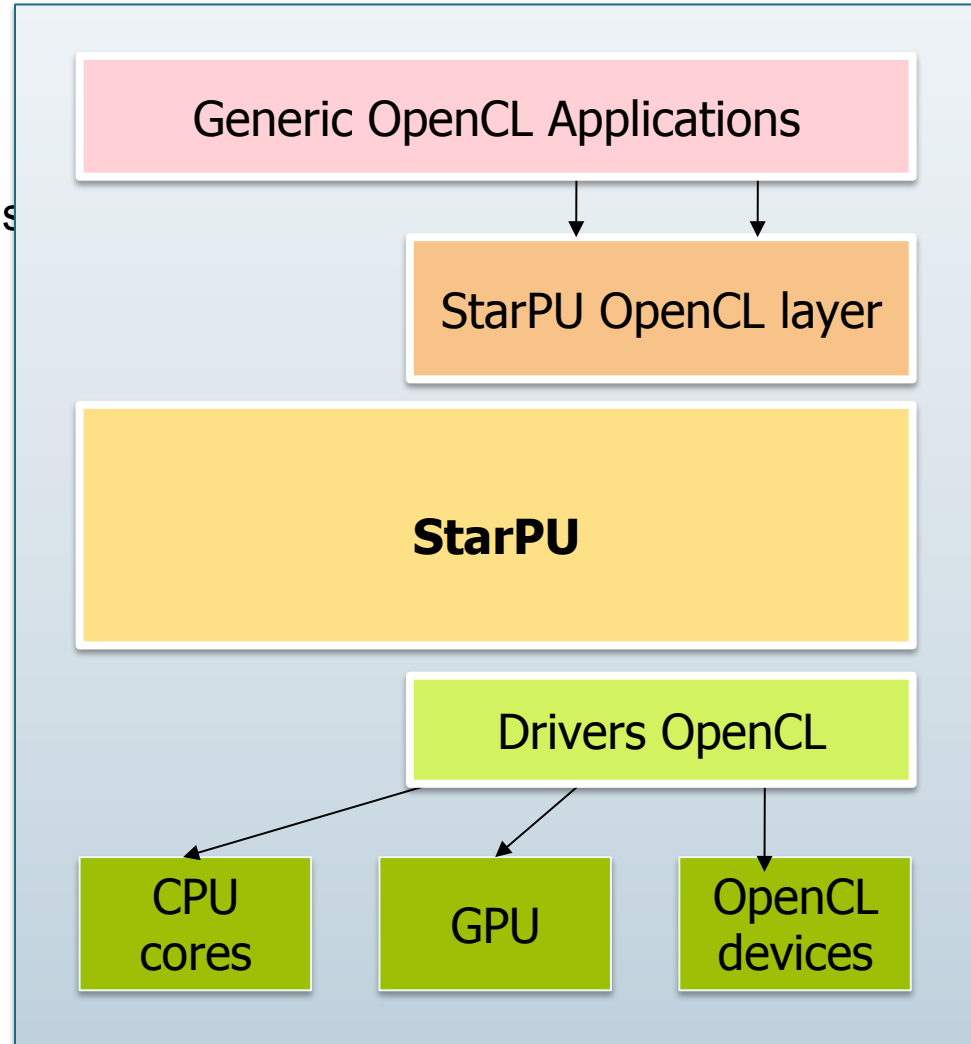 Generic OpenCL Applications
s
StarPU OpenCL layer
StarPU
Drivers OpenCL
CPU
cores
GPU
OpenCL
devices